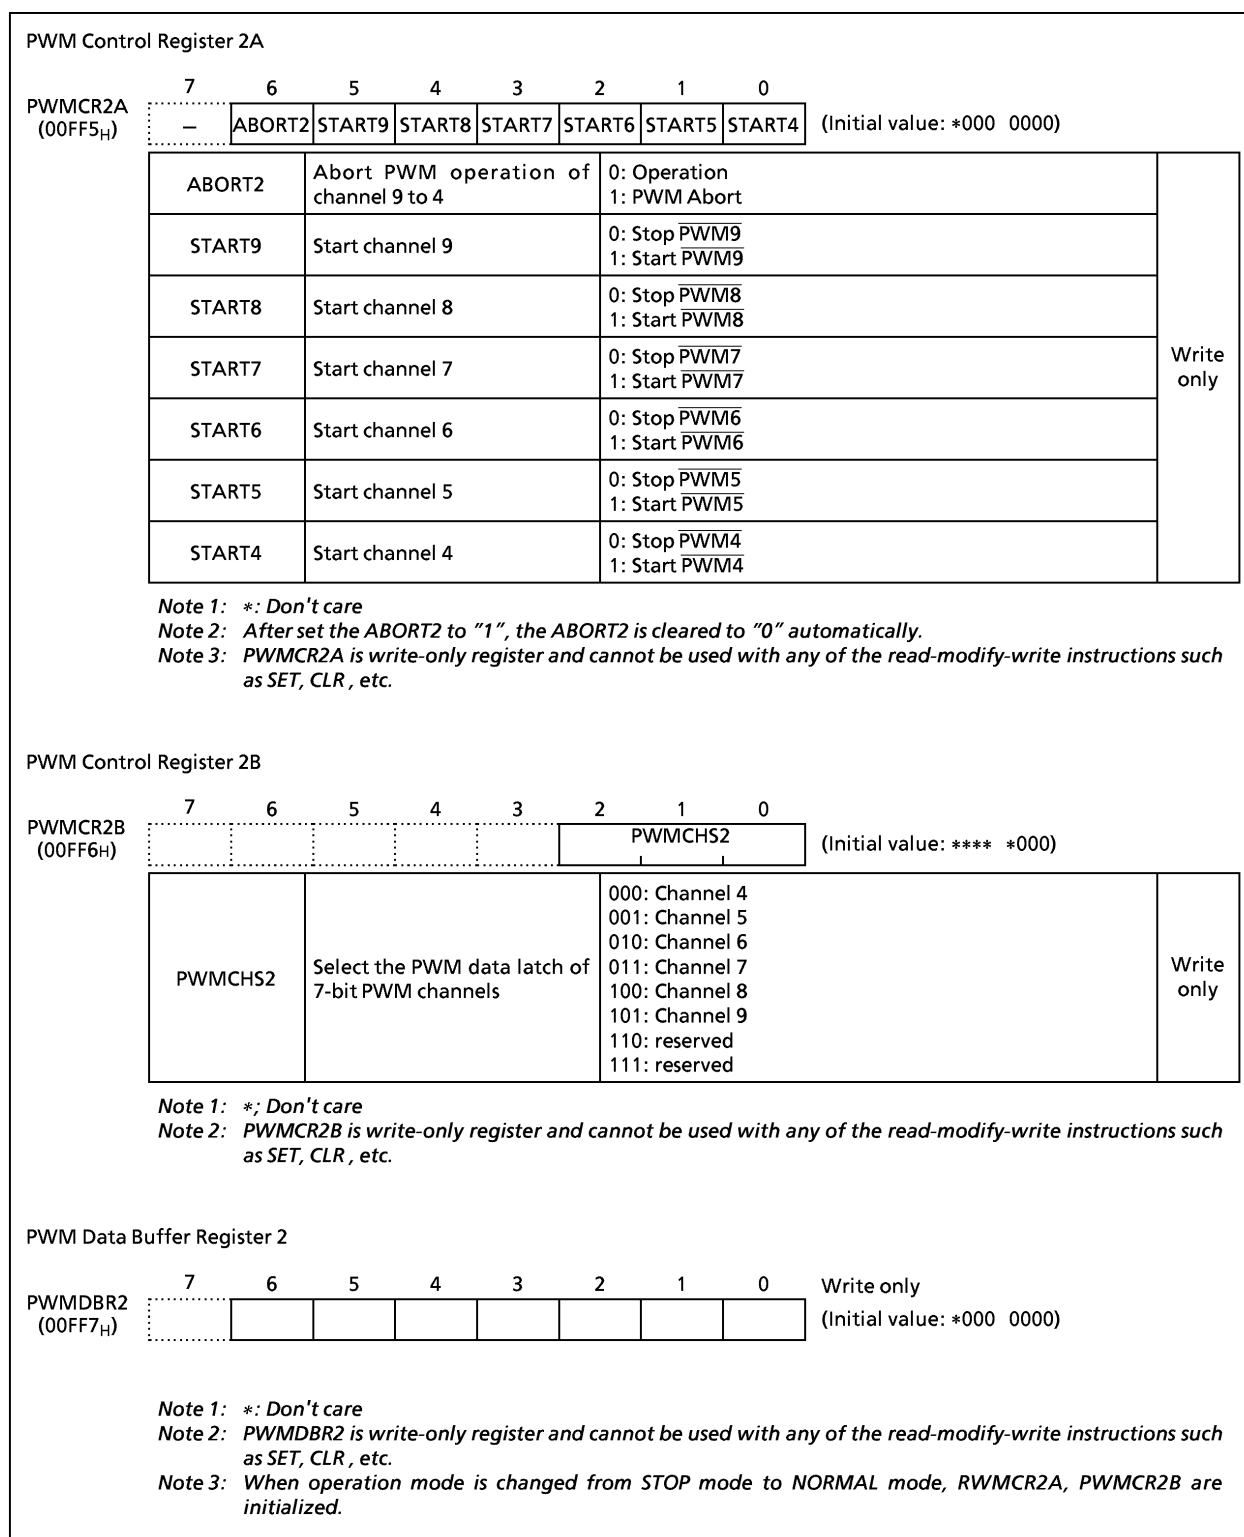 PWM Control Register 2A
7 6 5 4 3 2 1 0
PWMCR2A
(00FF5H)
– ABORT2 START9 START8 START7 START6 START5 START4 (Initial value: *000 0000)
ABORT2 Abort PWM operation of channel 9 to 4
0: Operation
1: PWM Abort
START9 Start channel 9
0: Stop P̅W̅M̅9̅
1: Start P̅W̅M̅9̅
START8 Start channel 8
0: Stop P̅W̅M̅8̅
1: Start P̅W̅M̅8̅
START7 Start channel 7
0: Stop P̅W̅M̅7̅
1: Start P̅W̅M̅7̅
START6 Start channel 6
0: Stop P̅W̅M̅6̅
1: Start P̅W̅M̅6̅
START5 Start channel 5
0: Stop P̅W̅M̅5̅
1: Start P̅W̅M̅5̅
START4 Start channel 4
0: Stop P̅W̅M̅4̅
1: Start P̅W̅M̅4̅
Write
only
Note 1: *: Don't care
Note 2: After set the ABORT2 to "1", the ABORT2 is cleared to "0" automatically.
Note 3: PWMCR2A is write-only register and cannot be used with any of the read-modify-write instructions such
as SET, CLR , etc.
PWM Control Register 2B
7 6 5 4 3 2 1 0
PWMCR2B
(00FF6H)
PWMCHS2 (Initial value: **** *000)
PWMCHS2
Select the PWM data latch of
7-bit PWM channels
000: Channel 4
001: Channel 5
010: Channel 6
011: Channel 7
100: Channel 8
101: Channel 9
110: reserved
111: reserved
Write
only
Note 1: *; Don't care
Note 2: PWMCR2B is write-only register and cannot be used with any of the read-modify-write instructions such
as SET, CLR , etc.
PWM Data Buffer Register 2
7 6 5 4 3 2 1 0 Write only
PWMDBR2
(00FF7H)
(Initial value: *000 0000)
Note 1: *: Don't care
Note 2: PWMDBR2 is write-only register and cannot be used with any of the read-modify-write instructions such
as SET, CLR , etc.
Note 3: When operation mode is changed from STOP mode to NORMAL mode, RWMCR2A, PWMCR2B are
initialized.